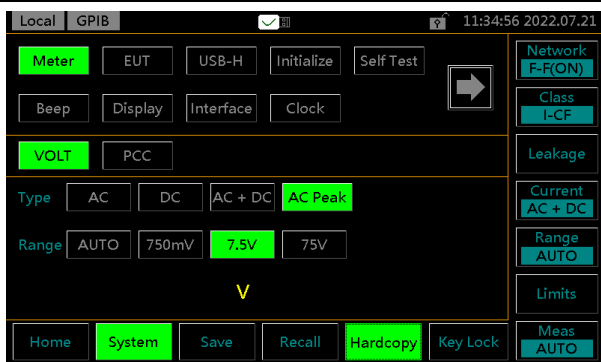 Local GPIB 11:34:56 2022.07.21
Meter EUT USB-H Initialize Self Test
Beep Display Interface Clock
VOLT PCC
Type AC DC AC + DC AC Peak
Range AUTO 750mV 7.5V 75V
V
Network
F-F(ON)
Class
I-CF
Leakage
Current
AC + DC
Range
AUTO
Limits
Meas
AUTO
Home System Save Recall Hardcopy Key Lock